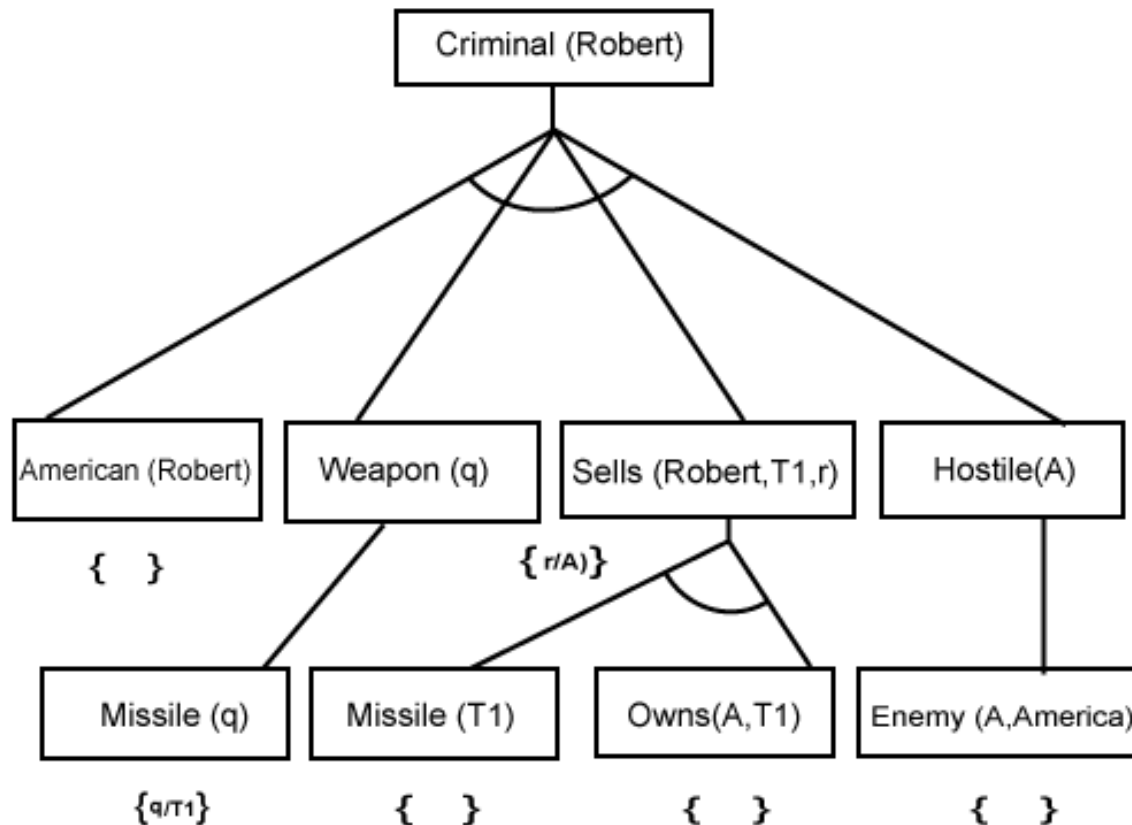 Criminal (Robert)
American (Robert)
Weapon (q)
Sells (Robert,T1,r)
Hostile(A)
{ }
{ r/A)}
Missile (q)
Missile (T1)
Owns(A,T1)
Enemy (A,America)
{q/T1}
{ }
{ }
{ }